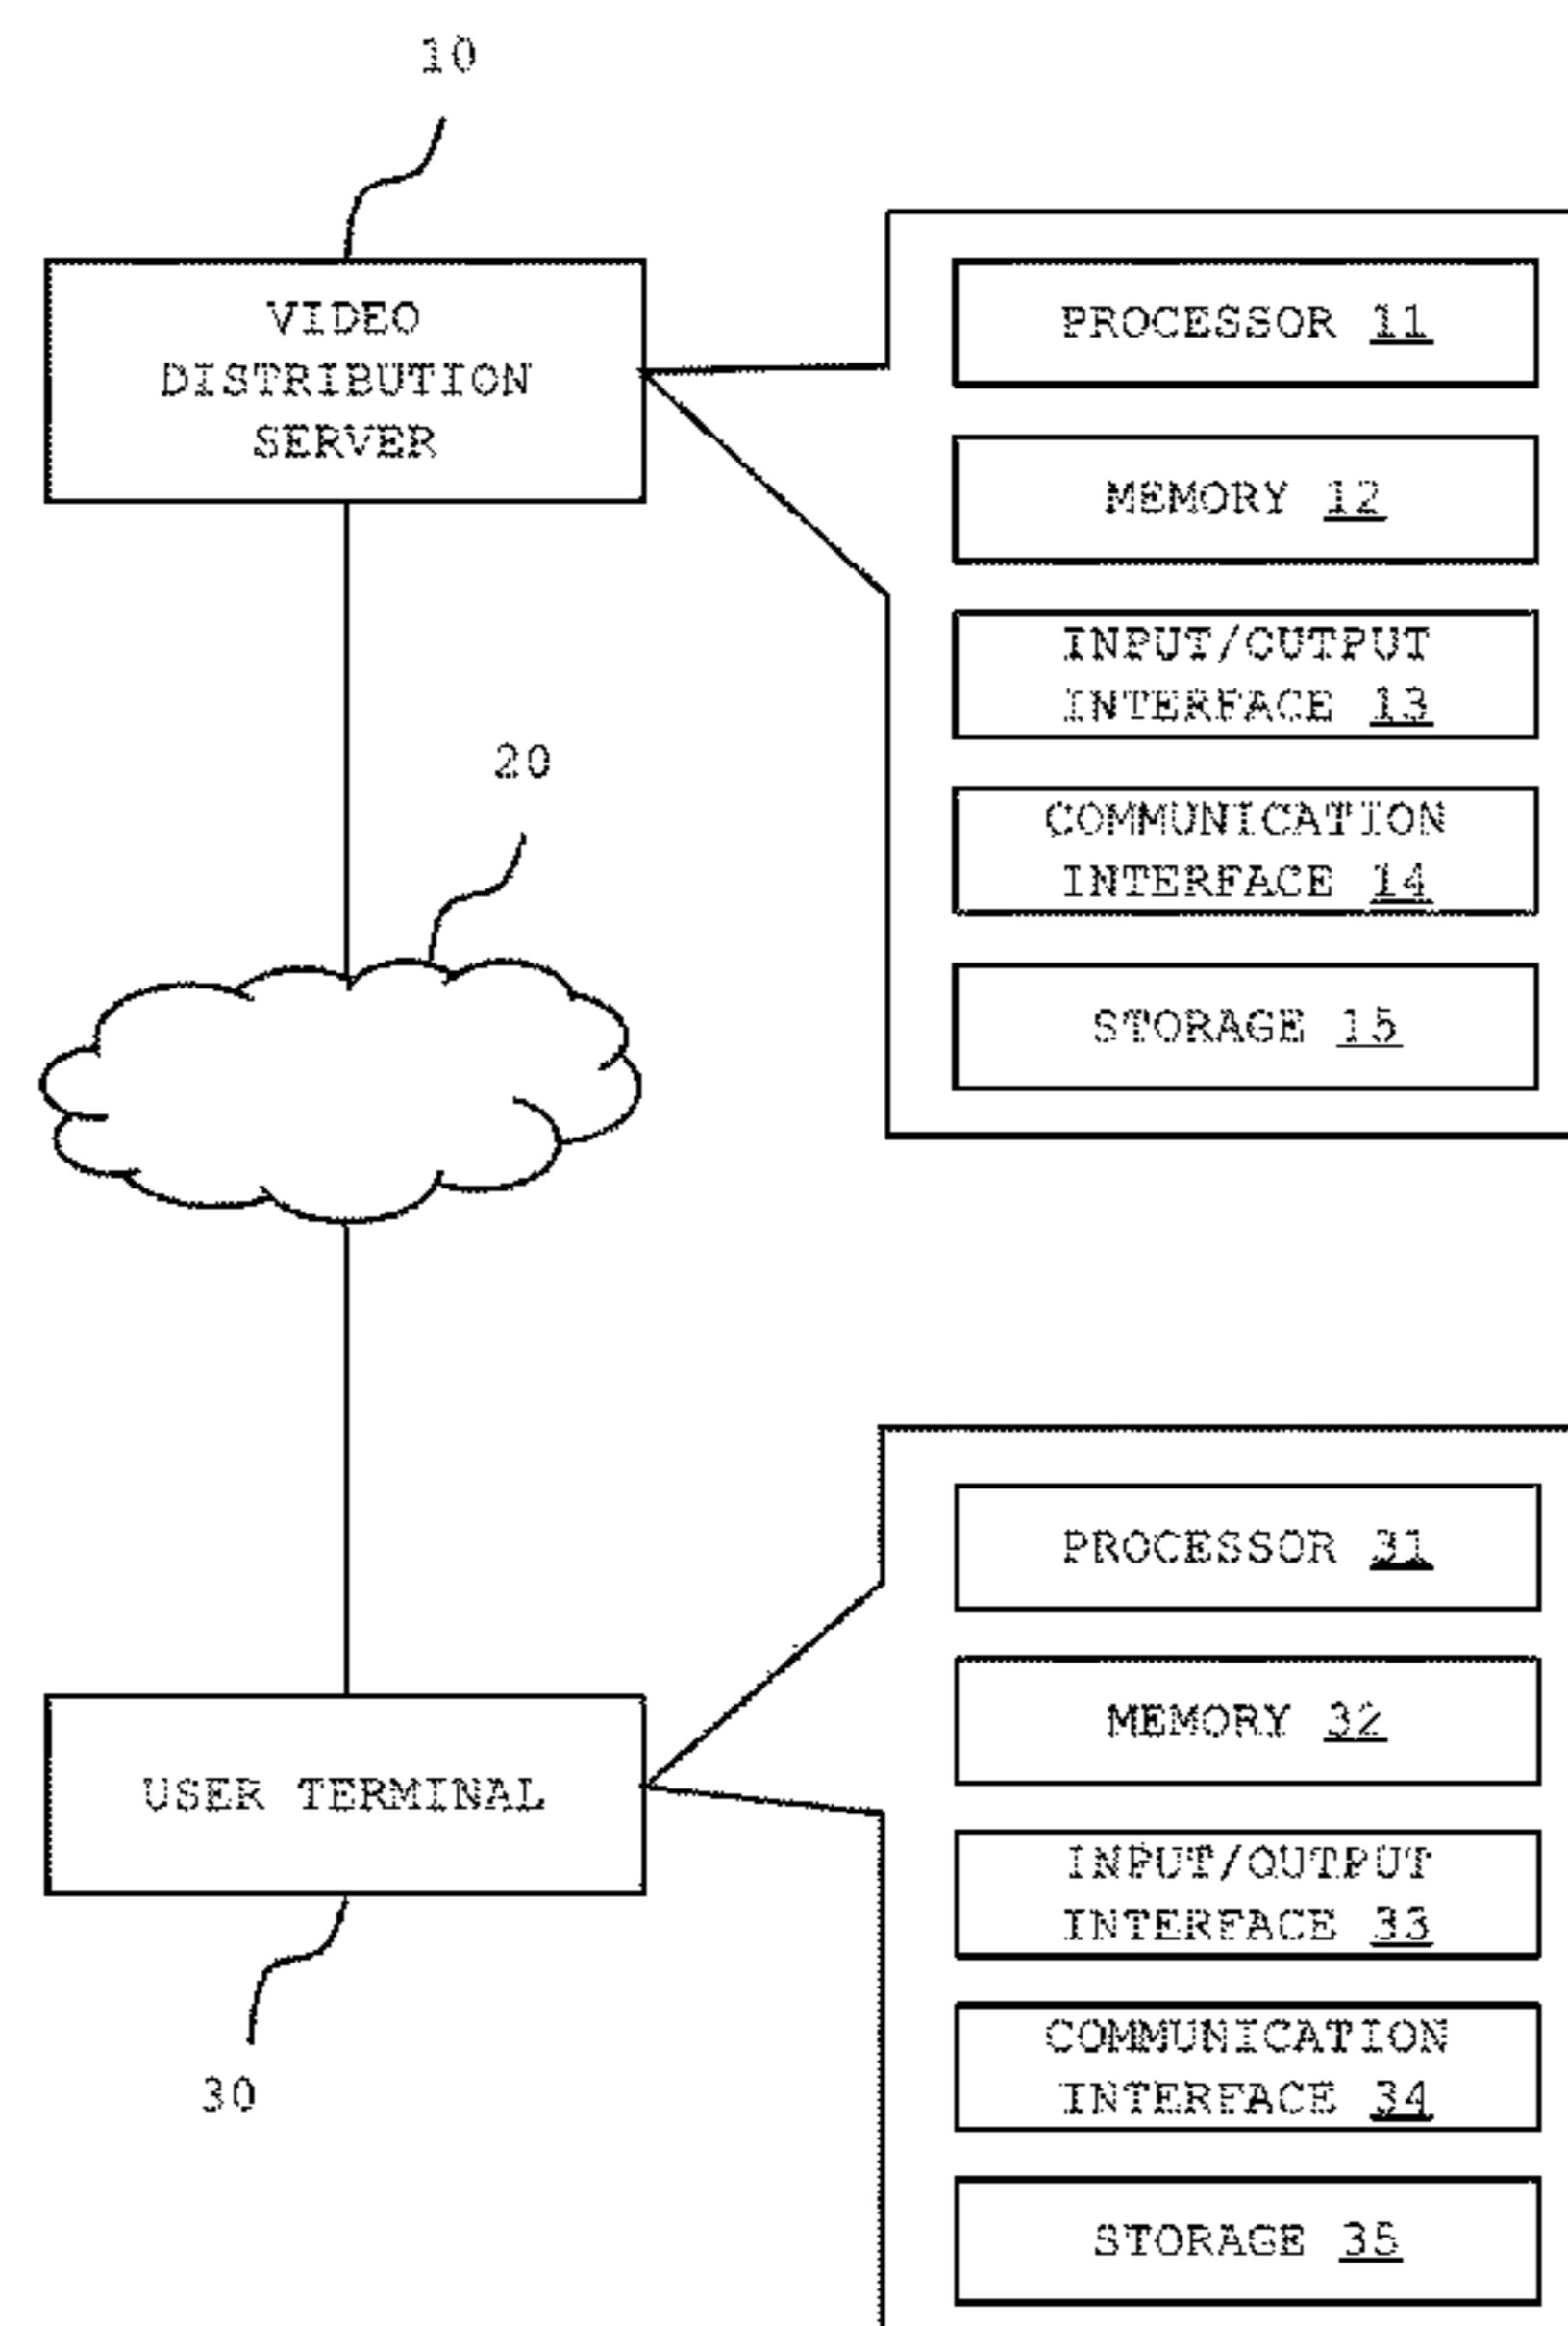 10
VIDEO
DISTRIBUTION
SERVER
PROCESSOR 11
MEMORY 12
INPUT/OUTPUT
INTERFACE 13
COMMUNICATION
INTERFACE 14
STORAGE 15
20
USER TERMINAL
30
PROCESSOR 31
MEMORY 32
INPUT/OUTPUT
INTERFACE 33
COMMUNICATION
INTERFACE 34
STORAGE 35